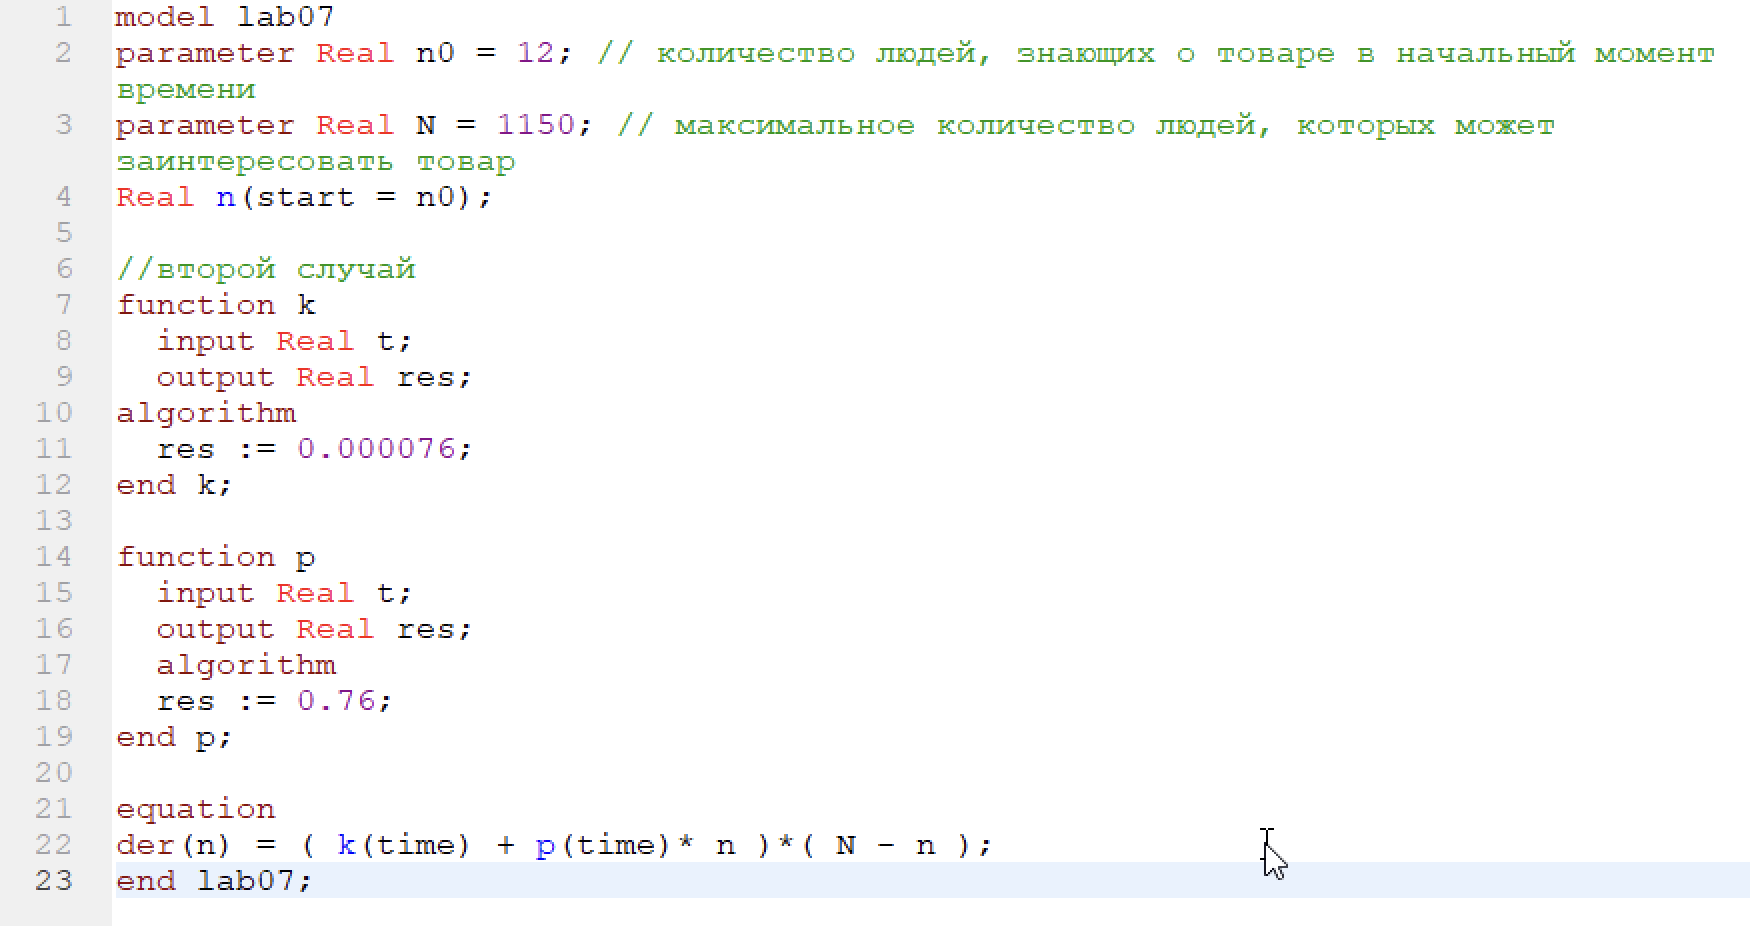 1 model lab07
2 parameter Real n0 = 12; // количество людей, знающих о товаре в начальный момент
времени
3 parameter Real N = 1150; // максимальное количество людей, которых может
заинтересовать товар
4 Real n(start = n0);
5
6 //второй случай
7 function k
8   input Real t;
9   output Real res;
10 algorithm
11   res := 0.000076;
12 end k;
13
14 function p
15   input Real t;
16   output Real res;
17   algorithm
18   res := 0.76;
19 end p;
20
21 equation
22 der(n) = ( k(time) + p(time)* n )*( N - n );
23 end lab07;